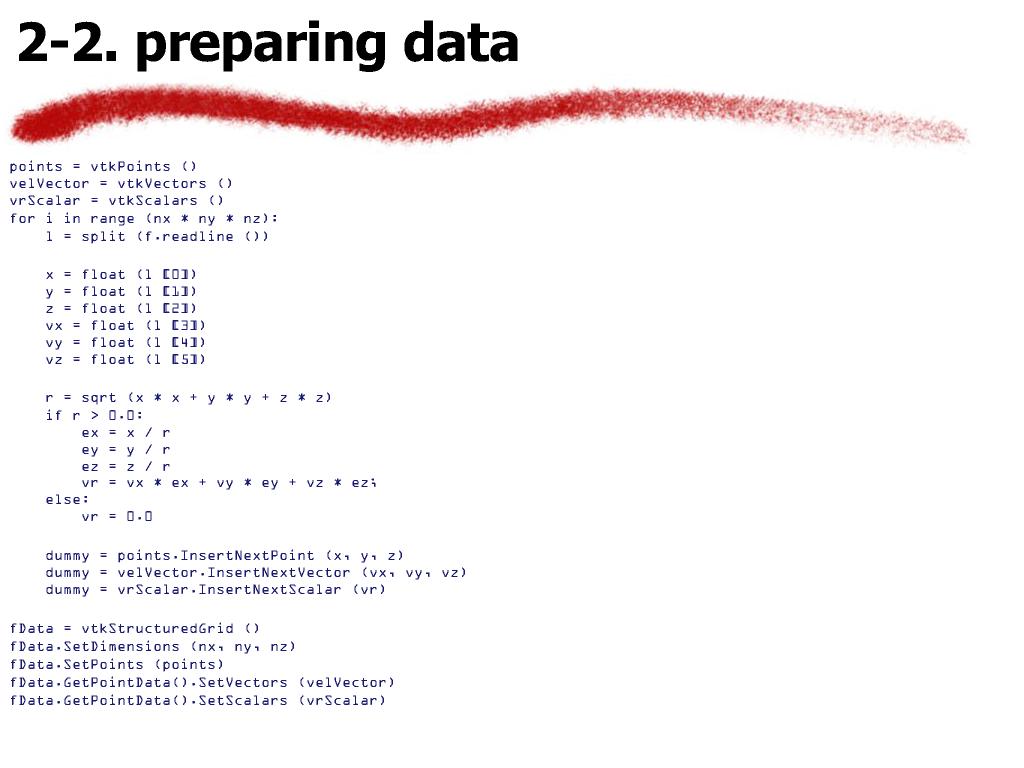 2-2. preparing data
points = vtkPoints ()
velVector = vtkVectors ()
vrScalar = vtkScalars ()
for i in range (nx * ny * nz):
    l = split (f.readline ())
    x = float (l [0])
    y = float (l [1])
    z = float (l [2])
    vx = float (l [3])
    vy = float (l [4])
    vz = float (l [5])
    r = sqrt (x * x + y * y + z * z)
    if r > 0.0:
        ex = x / r
        ey = y / r
        ez = z / r
        vr = vx * ex + vy * ey + vz * ez;
    else:
        vr = 0.0
    dummy = points.InsertNextPoint (x, y, z)
    dummy = velVector.InsertNextVector (vx, vy, vz)
    dummy = vrScalar.InsertNextScalar (vr)
fData = vtkStructuredGrid ()
fData.SetDimensions (nx, ny, nz)
fData.SetPoints (points)
fData.GetPointData().SetVectors (velVector)
fData.GetPointData().SetScalars (vrScalar)